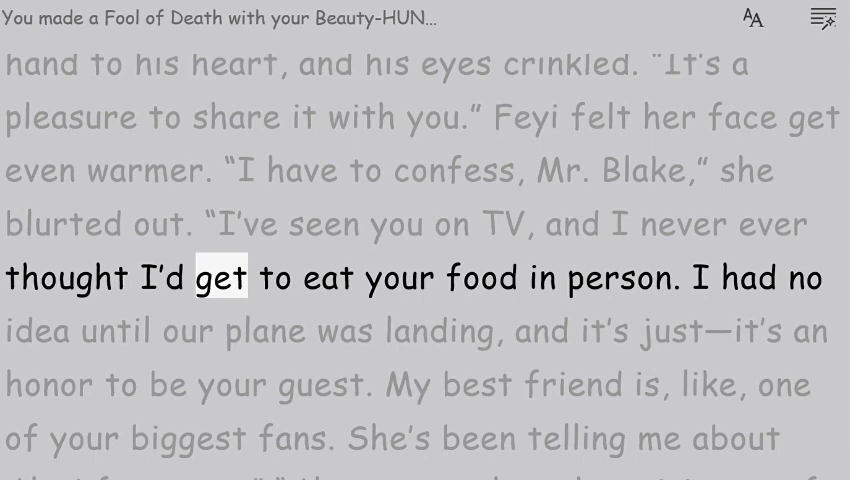 You made a Fool of Death with your Beauty-HUN...
AA
hand to his heart, and his eyes crinkled. "It's a
pleasure to share it with you.” Feyi felt her face get
even warmer. “I have to confess, Mr. Blake,” she
blurted out. “I’ve seen you on TV, and I never ever
thought I’d get to eat your food in person. I had no
idea until our plane was landing, and it’s just—it’s an
honor to be your guest. My best friend is, like, one
of your biggest fans. She’s been telling me about